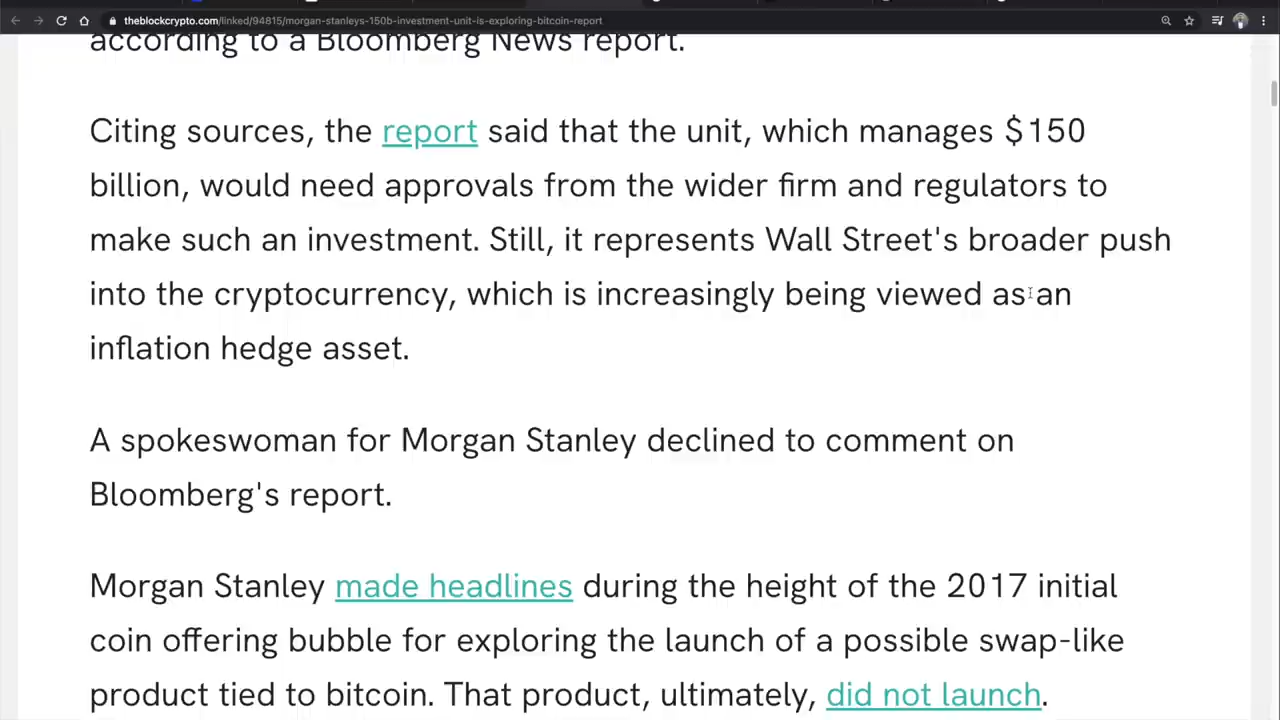 theblockcrypto.com/linked/94815/morgan-stanleys-150b-investment-unit-is-exploring-bitcoin-report
according to a Bloomberg News report.
Citing sources, the report said that the unit, which manages $150
billion, would need approvals from the wider firm and regulators to
make such an investment. Still, it represents Wall Street's broader push
into the cryptocurrency, which is increasingly being viewed as an
inflation hedge asset.
A spokeswoman for Morgan Stanley declined to comment on
Bloomberg's report.
Morgan Stanley made headlines during the height of the 2017 initial
coin offering bubble for exploring the launch of a possible swap-like
product tied to bitcoin. That product, ultimately, did not launch.